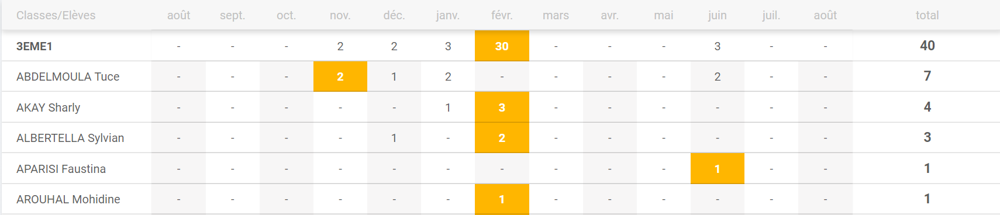 Classes/Elèves août sept. oct. nov. déc. janv. févr. mars avr. mai juin juil. août total
3EME1 - - - 2 2 3 30 - - - 3 - - 40
ABDELMOULA Tuce - - - 2 1 2 - - - - 2 - - 7
AKAY Sharly - - - - - 1 3 - - - - - - 4
ALBERTELLA Sylvian - - - - 1 - 2 - - - - - - 3
APARISI Faustina - - - - - - - - - - 1 - - 1
AROUHAL Mohidine - - - - - - 1 - - - - - - 1